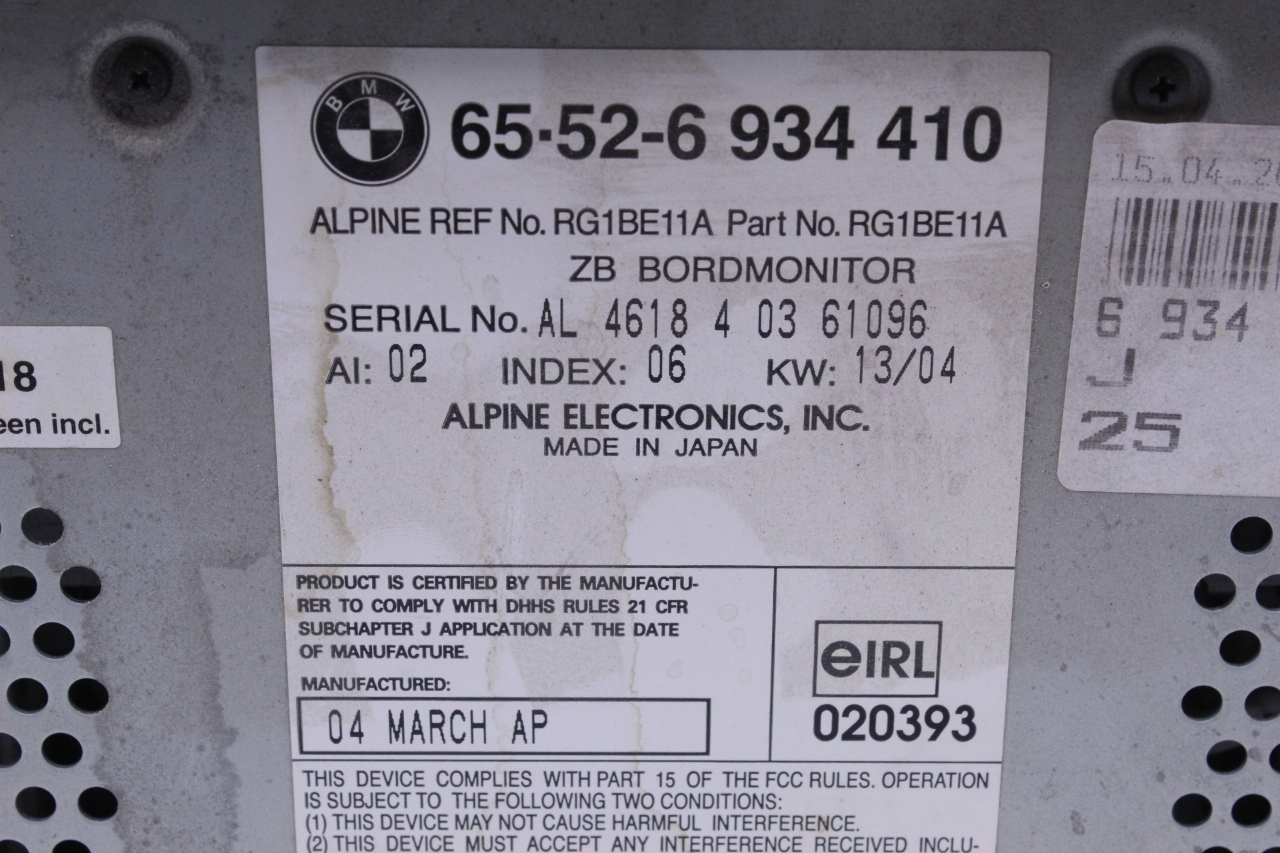 BMW
65·52-6 934 410
ALPINE REF No. RG1BE11A Part No. RG1BE11A
ZB BORDMONITOR
SERIAL No. AL 4618 4 03 61096
AI: 02 INDEX: 06 KW: 13/04
ALPINE ELECTRONICS, INC.
MADE IN JAPAN
PRODUCT IS CERTIFIED BY THE MANUFACTU-
RER TO COMPLY WITH DHHS RULES 21 CFR
SUBCHAPTER J APPLICATION AT THE DATE
OF MANUFACTURE.
MANUFACTURED:
04 MARCH AP
eIRL
020393
THIS DEVICE COMPLIES WITH PART 15 OF THE FCC RULES. OPERATION
IS SUBJECT TO THE FOLLOWING TWO CONDITIONS:
(1) THIS DEVICE MAY NOT CAUSE HARMFUL INTERFERENCE.
(2) THIS DEVICE MUST ACCEPT ANY INTERFERENCE RECEIVED INCLU-
18
een incl.
15.04.20
6 934
J
25